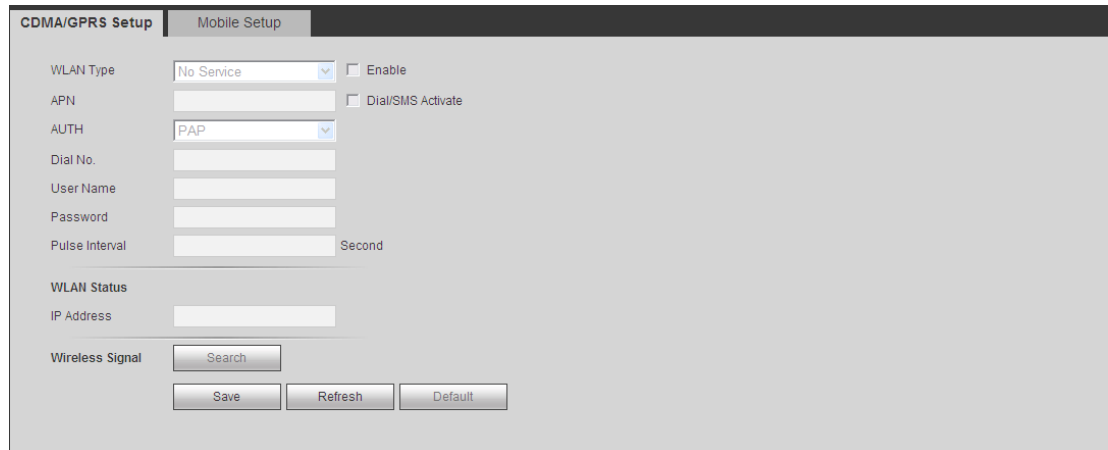 CDMA/GPRS Setup Mobile Setup
WLAN Type No Service Enable
APN Dial/SMS Activate
AUTH PAP
Dial No.
User Name
Password
Pulse Interval Second
WLAN Status
IP Address
Wireless Signal Search
Save Refresh Default